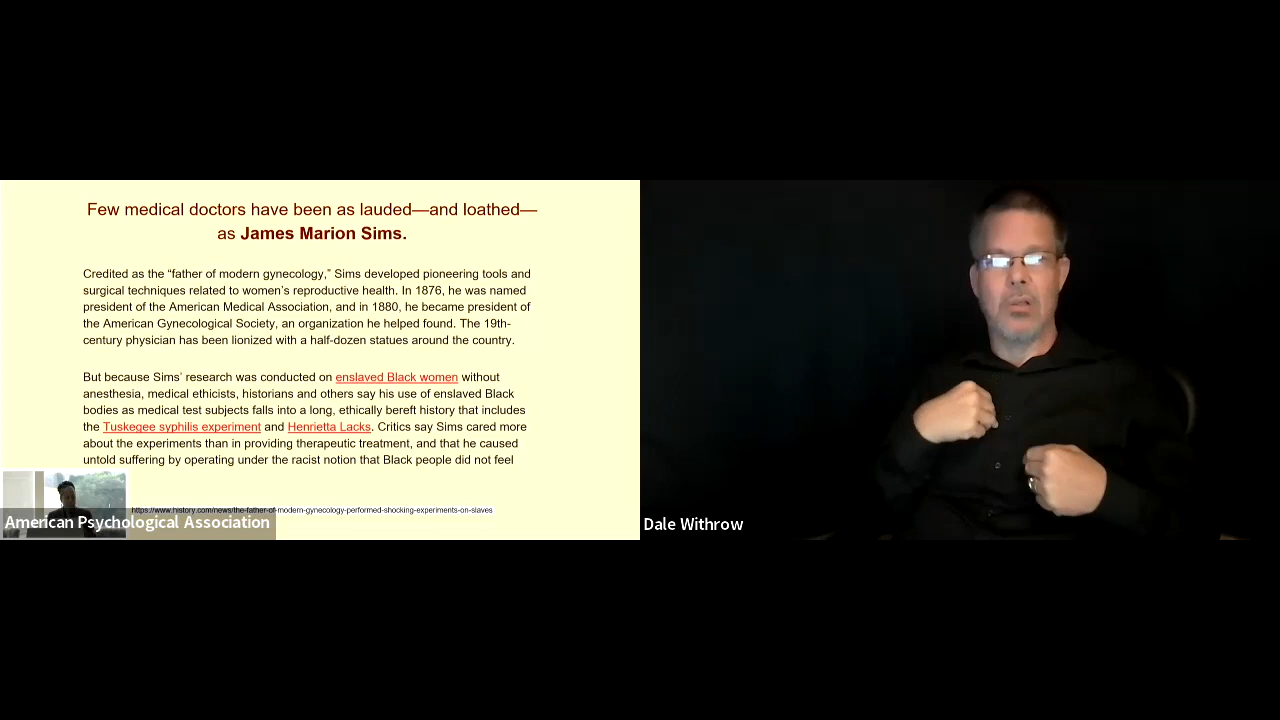 Few medical doctors have been as lauded—and loathed—
as James Marion Sims.
Credited as the “father of modern gynecology,” Sims developed pioneering tools and
surgical techniques related to women’s reproductive health. In 1876, he was named
president of the American Medical Association, and in 1880, he became president of
the American Gynecological Society, an organization he helped found. The 19th-
century physician has been lionized with a half-dozen statues around the country.
But because Sims’ research was conducted on enslaved Black women without
anesthesia, medical ethicists, historians and others say his use of enslaved Black
bodies as medical test subjects falls into a long, ethically bereft history that includes
the Tuskegee syphilis experiment and Henrietta Lacks. Critics say Sims cared more
about the experiments than in providing therapeutic treatment, and that he caused
untold suffering by operating under the racist notion that Black people did not feel
https://www.history.com/news/the-father-of-modern-gynecology-performed-shocking-experiments-on-slaves
American Psychological Association
Dale Withrow